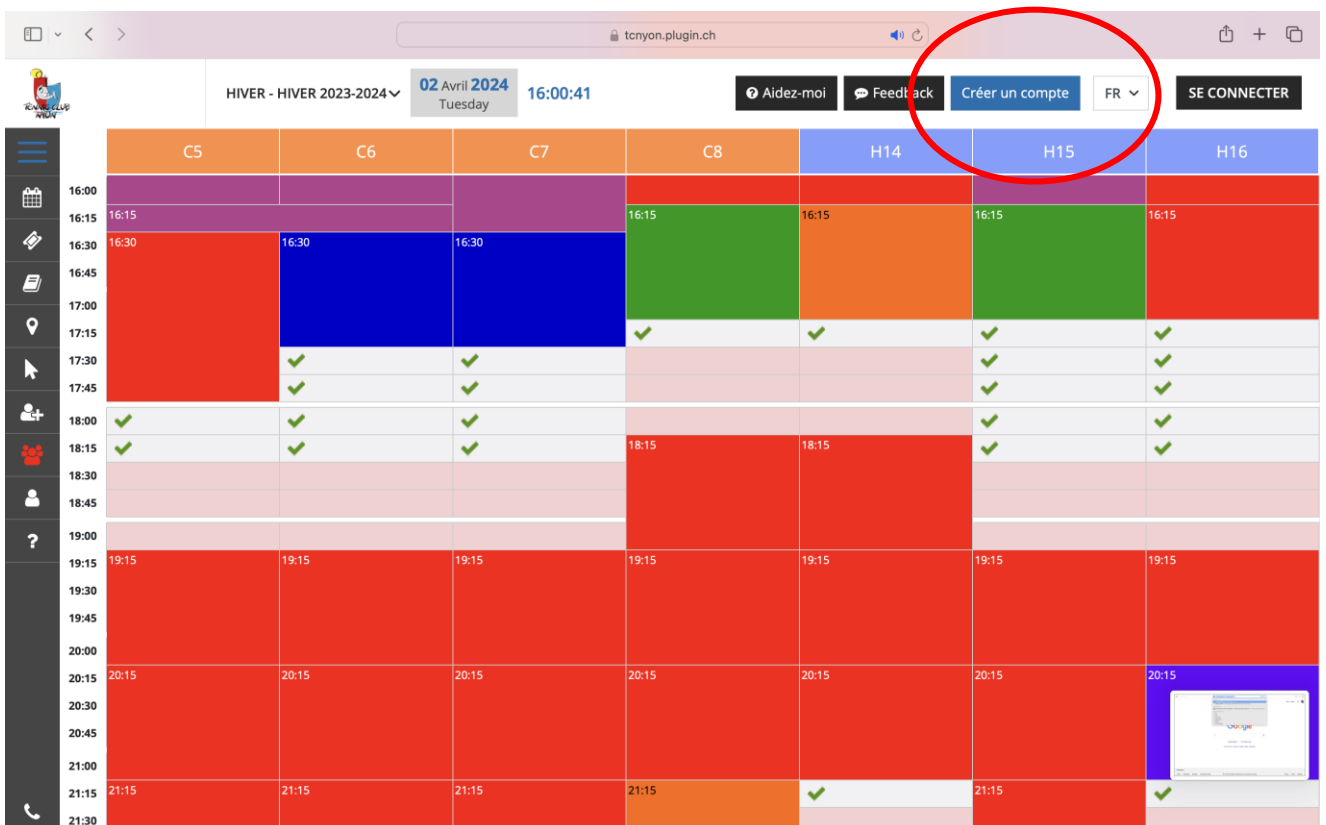 tcnyon.plugin.ch
TENNIS CLUB
NYON
HIVER - HIVER 2023-2024
02 Avril 2024
Tuesday
16:00:41
Aidez-moi
Feedback
Créer un compte
FR
SE CONNECTER
C5 C6 C7 C8 H14 H15 H16
16:00
16:15 16:15 16:15 16:15 16:15 16:15
16:30 16:30 16:30 16:30
16:45
17:00
17:15
17:30
17:45
18:00
18:15 18:15 18:15
18:30
18:45
19:00
19:15 19:15 19:15 19:15 19:15 19:15 19:15 19:15
19:30
19:45
20:00
20:15 20:15 20:15 20:15 20:15 20:15 20:15 20:15
20:30
20:45
Google
21:00
21:15 21:15 21:15 21:15 21:15 21:15
21:30